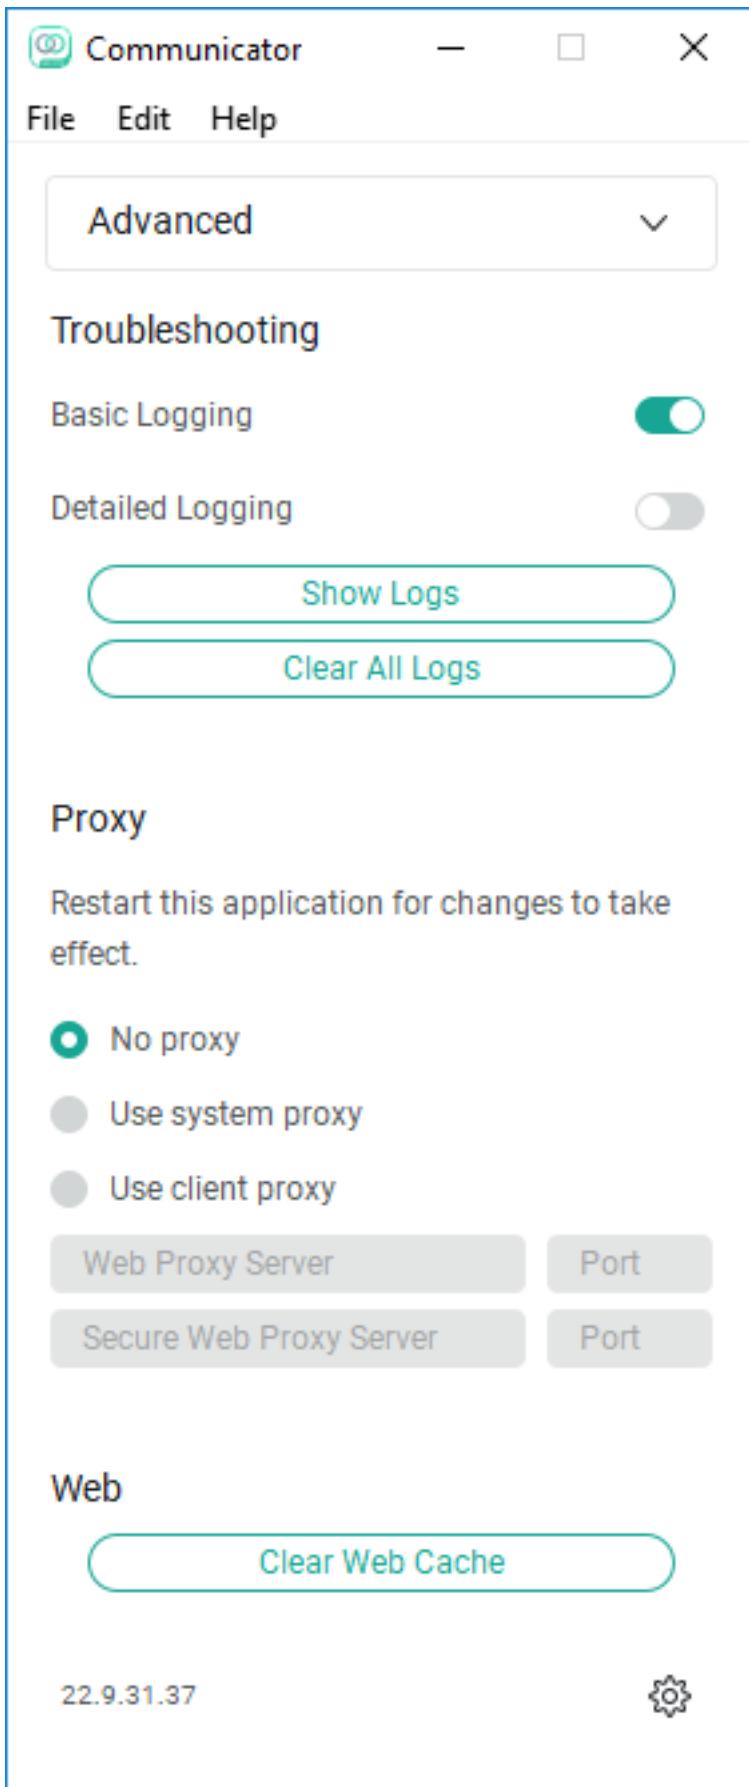 Communicator
File Edit Help
Advanced
Troubleshooting
Basic Logging
Detailed Logging
Show Logs
Clear All Logs
Proxy
Restart this application for changes to take
effect.
No proxy
Use system proxy
Use client proxy
Web Proxy Server Port
Secure Web Proxy Server Port
Web
Clear Web Cache
22.9.31.37